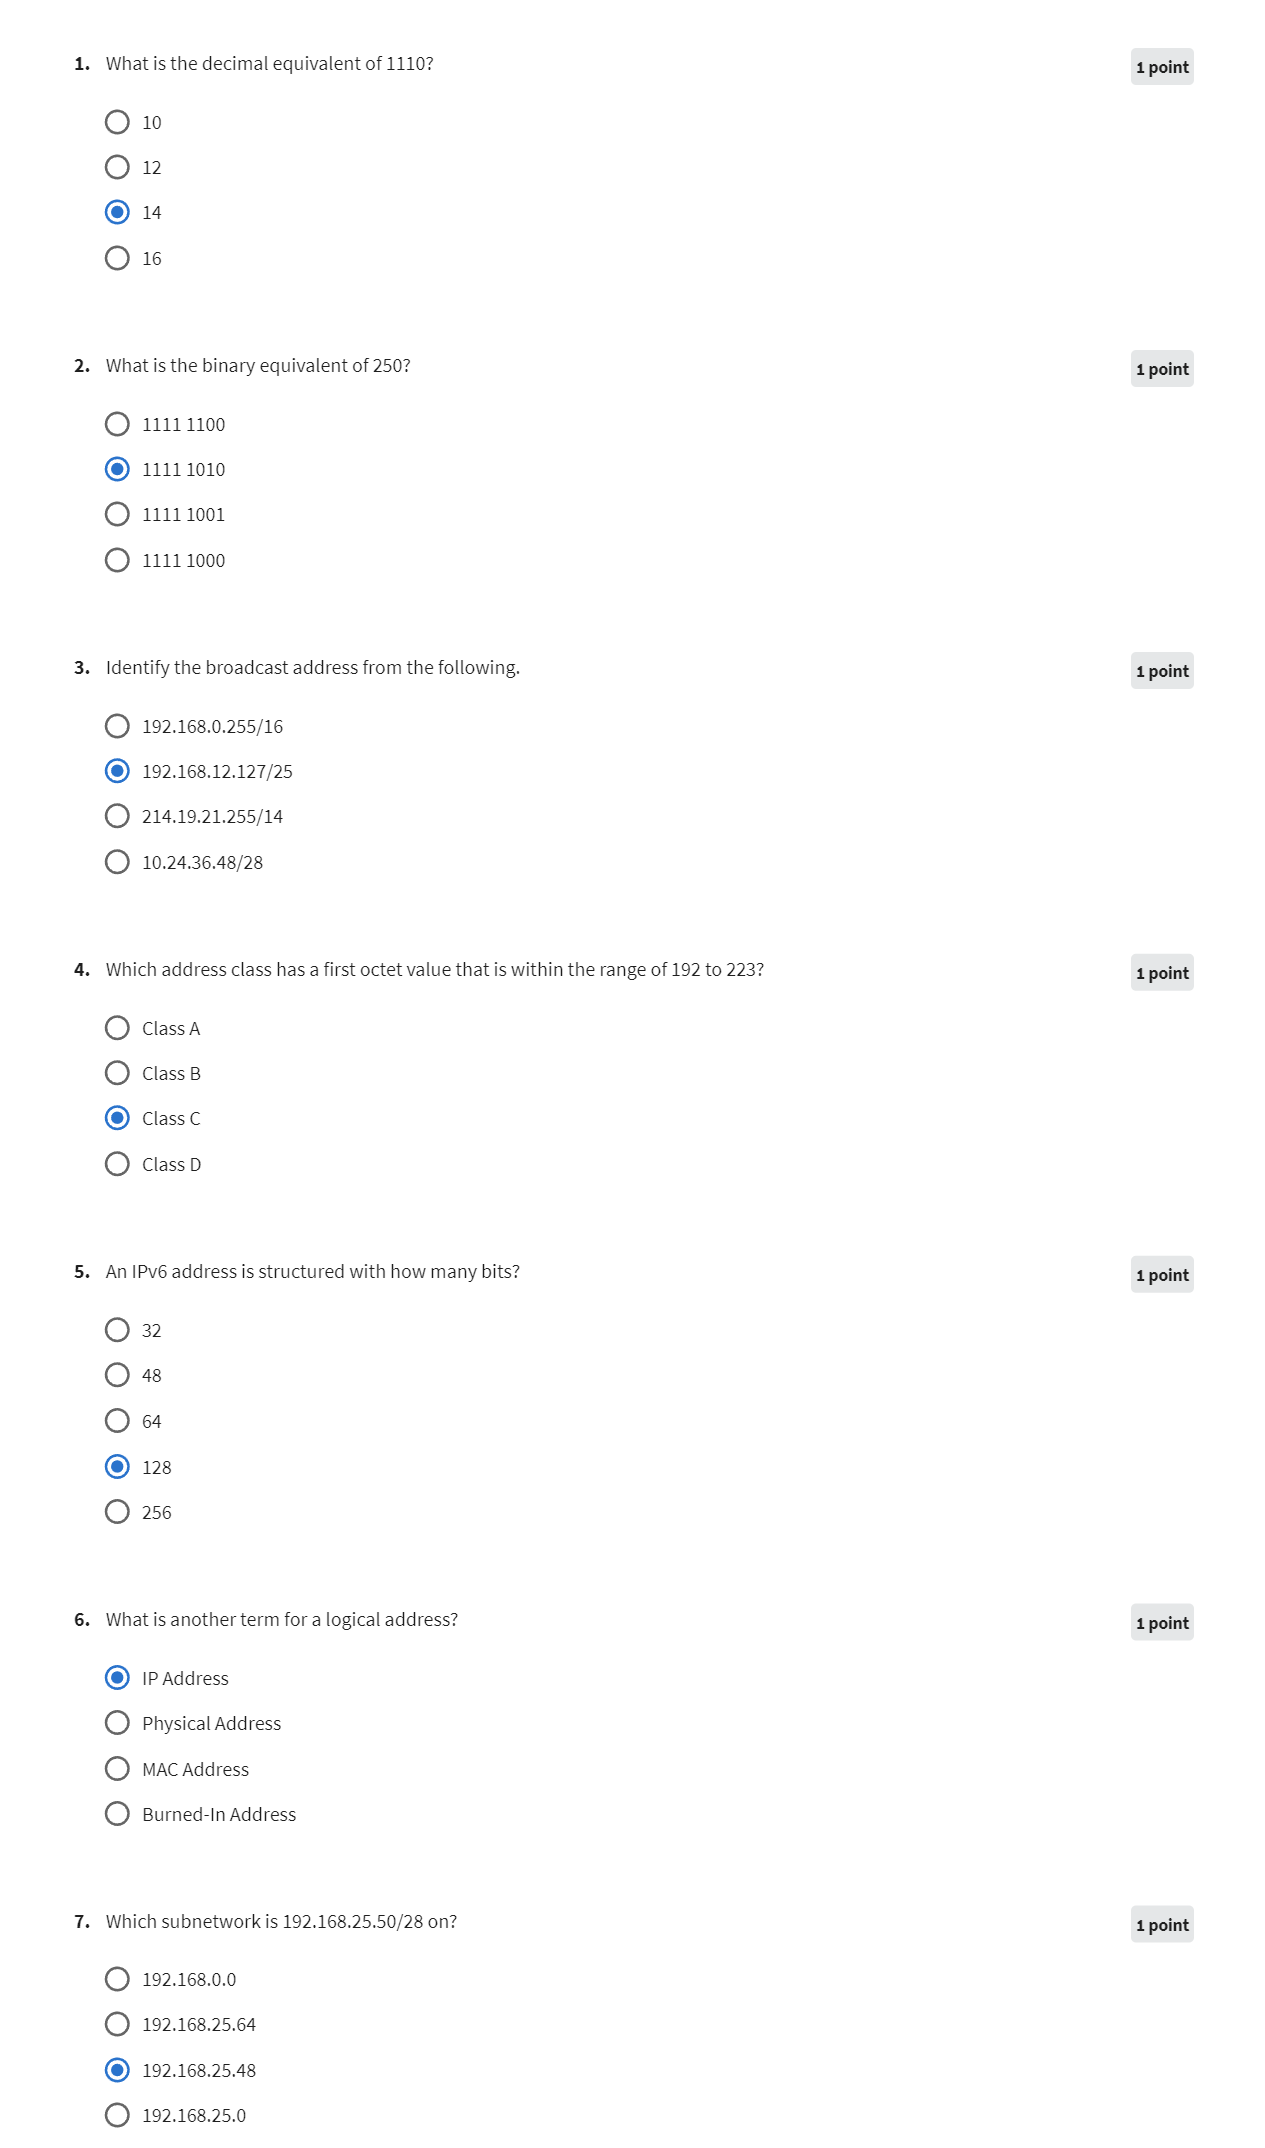 1. What is the decimal equivalent of 1110?
1 point
10
12
14
16
2. What is the binary equivalent of 250?
1 point
1111 1100
1111 1010
1111 1001
1111 1000
3. Identify the broadcast address from the following.
1 point
192.168.0.255/16
192.168.12.127/25
214.19.21.255/14
10.24.36.48/28
4. Which address class has a first octet value that is within the range of 192 to 223?
1 point
Class A
Class B
Class C
Class D
5. An IPv6 address is structured with how many bits?
1 point
32
48
64
128
256
6. What is another term for a logical address?
1 point
IP Address
Physical Address
MAC Address
Burned-In Address
7. Which subnetwork is 192.168.25.50/28 on?
1 point
192.168.0.0
192.168.25.64
192.168.25.48
192.168.25.0